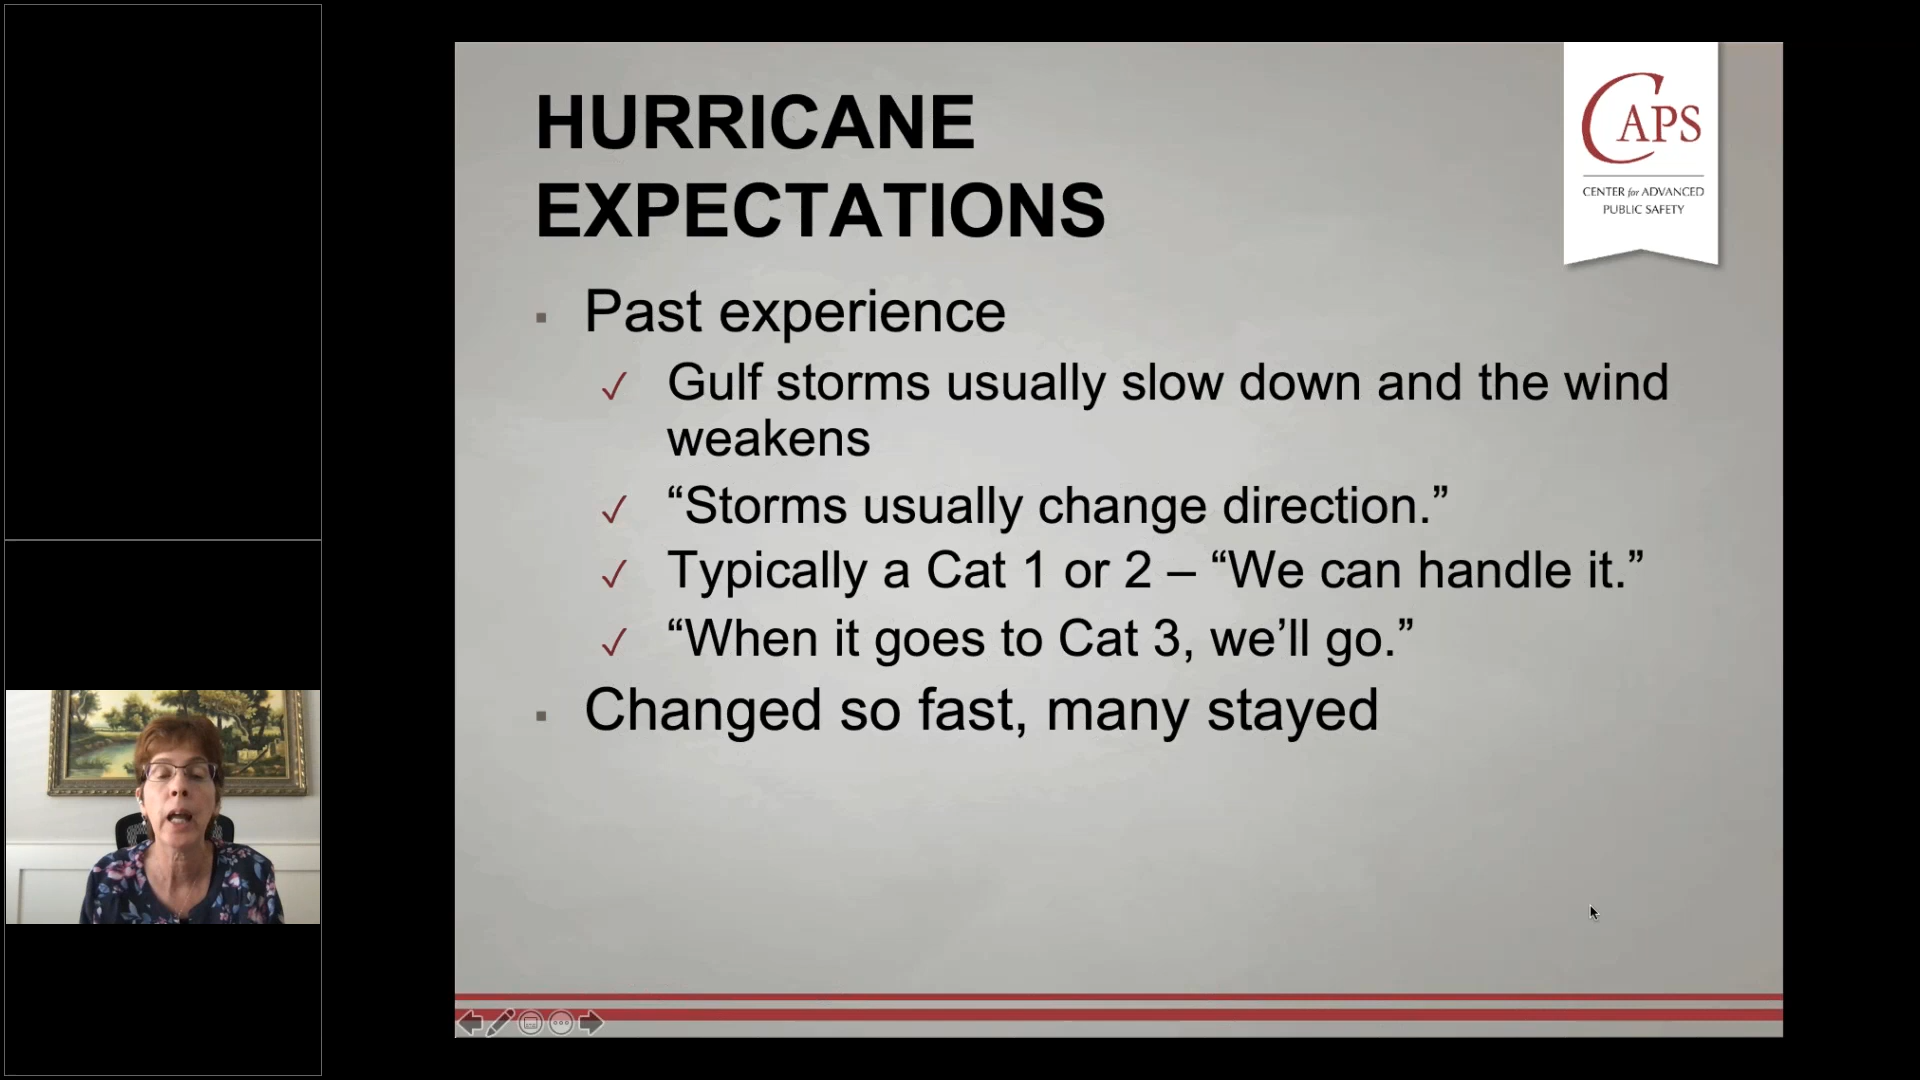 HURRICANE
EXPECTATIONS
CAPS
CENTER for ADVANCED
PUBLIC SAFETY
▪ Past experience
✓ Gulf storms usually slow down and the wind
weakens
✓ “Storms usually change direction.”
✓ Typically a Cat 1 or 2 – “We can handle it.”
✓ “When it goes to Cat 3, we’ll go.”
▪ Changed so fast, many stayed